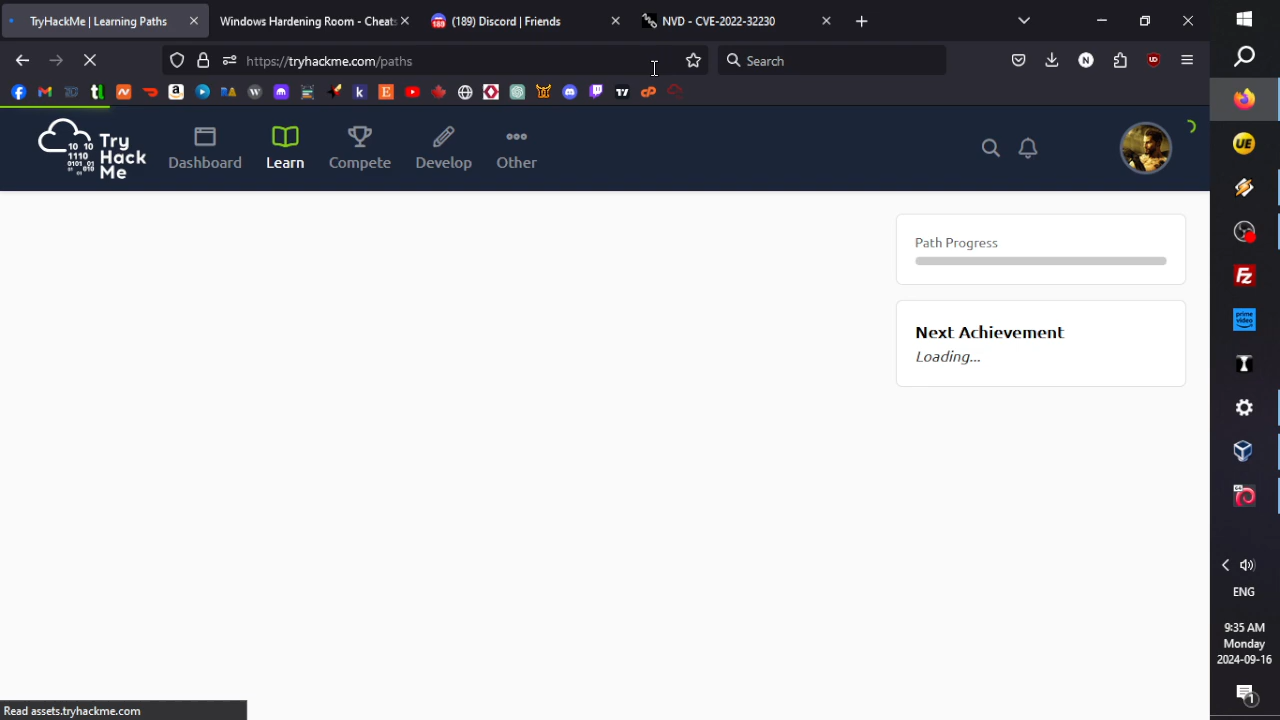 TryHackMe | Learning Paths
Windows Hardening Room - Cheats
(189) Discord | Friends
NVD - CVE-2022-32230
https://tryhackme.com/paths
Search
Try
Hack
Me
Dashboard
Learn
Compete
Develop
Other
Path Progress
Next Achievement
Loading...
Read assets.tryhackme.com
ENG
9:35 AM
Monday
2024-09-16
1